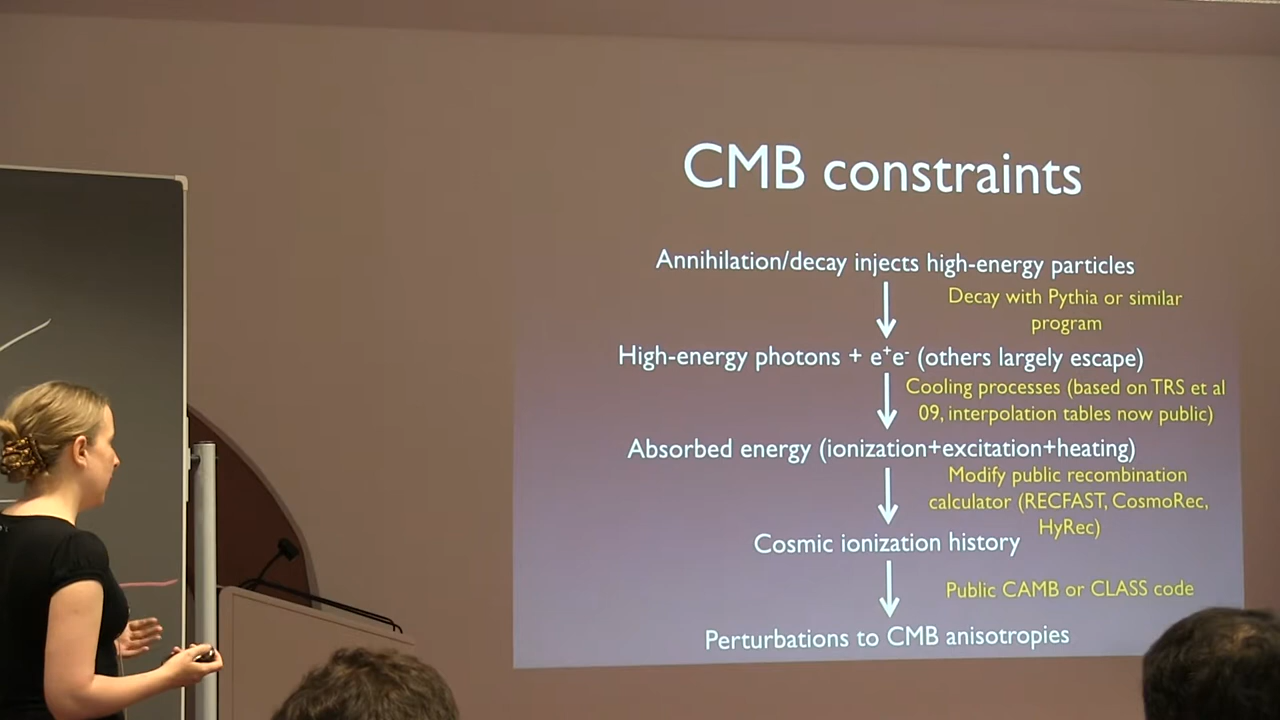 CMB constraints
Annihilation/decay injects high-energy particles
Decay with Pythia or similar
program
High-energy photons + e⁺e⁻ (others largely escape)
Cooling processes (based on TRS et al
09, interpolation tables now public)
Absorbed energy (ionization+excitation+heating)
Modify public recombination
calculator (RECFAST, CosmoRec,
HyRec)
Cosmic ionization history
Public CAMB or CLASS code
Perturbations to CMB anisotropies